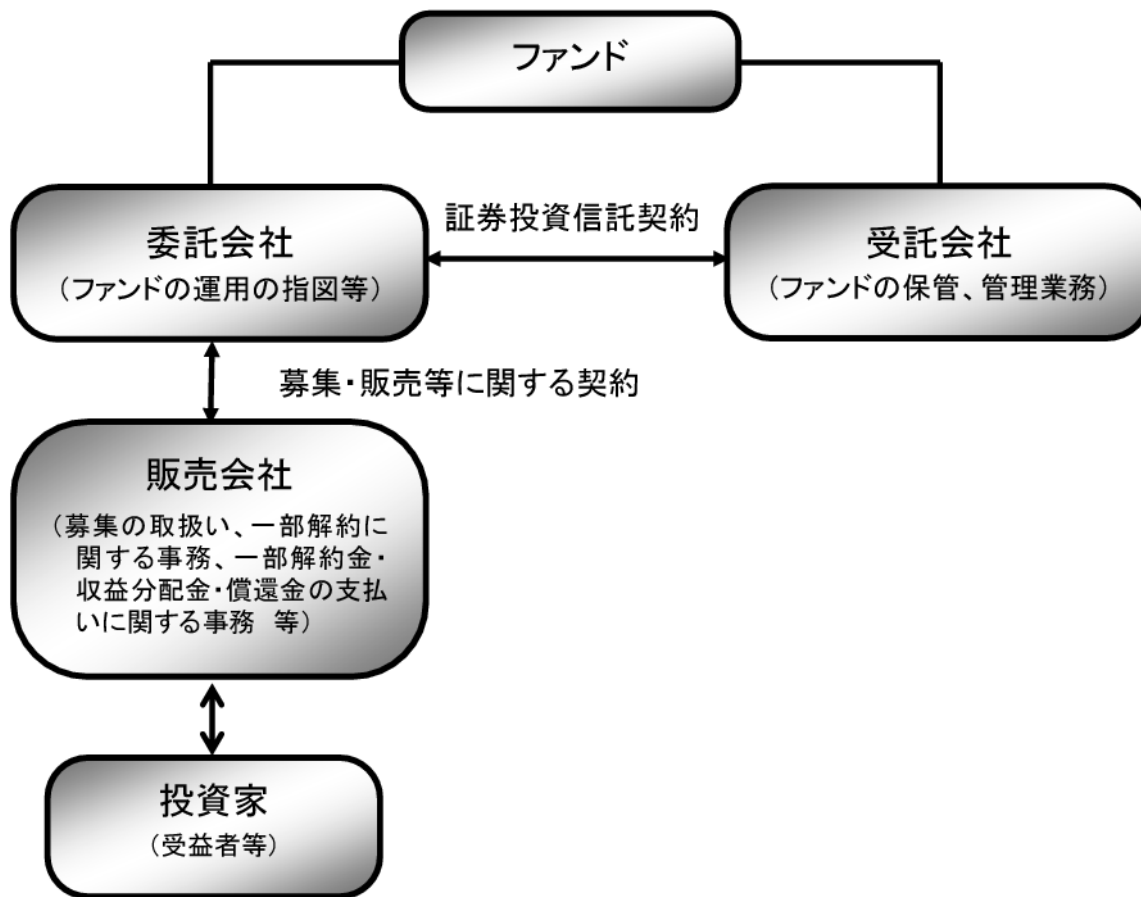 ファンド
委託会社
（ファンドの運用の指図等）
証券投資信託契約
受託会社
（ファンドの保管、管理業務）
募集・販売等に関する契約
販売会社
（募集の取扱い、一部解約に
関する事務、一部解約金・
収益分配金・償還金の支払
いに関する事務　等）
投資家
（受益者等）